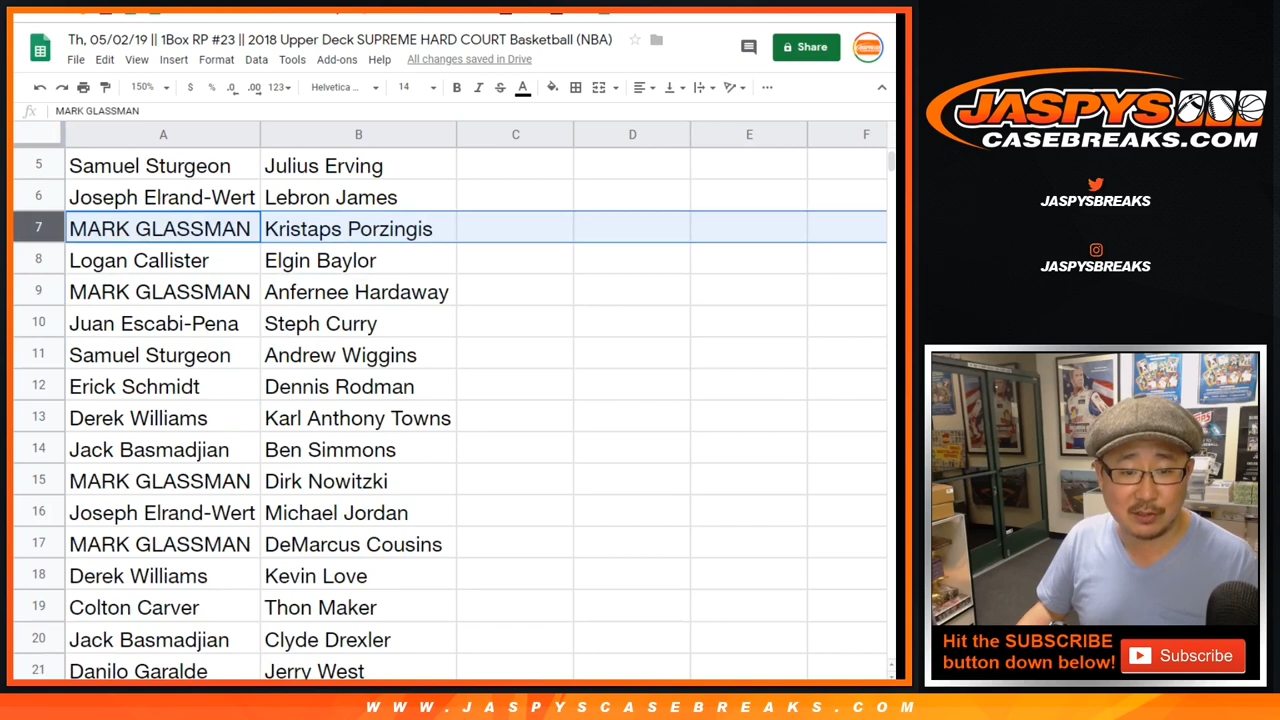 Th, 05/02/19 || 1Box RP #23 || 2018 Upper Deck SUPREME HARD COURT Basketball (NBA)
Share
File Edit View Insert Format Data Tools Add-ons Help All changes saved in Drive
150% $ % .0 .00 123 Helvetica ... 14 B I S A
fx MARK GLASSMAN
A B C D E F
5 Samuel Sturgeon Julius Erving
6 Joseph Elrand-Wert Lebron James
7 MARK GLASSMAN Kristaps Porzingis
8 Logan Callister Elgin Baylor
9 MARK GLASSMAN Anfernee Hardaway
10 Juan Escabi-Pena Steph Curry
11 Samuel Sturgeon Andrew Wiggins
12 Erick Schmidt Dennis Rodman
13 Derek Williams Karl Anthony Towns
14 Jack Basmadjian Ben Simmons
15 MARK GLASSMAN Dirk Nowitzki
16 Joseph Elrand-Wert Michael Jordan
17 MARK GLASSMAN DeMarcus Cousins
18 Derek Williams Kevin Love
19 Colton Carver Thon Maker
20 Jack Basmadjian Clyde Drexler
21 Danilo Garalde Jerry West
JASPYS
CASEBREAKS.COM
JASPYSBREAKS
JASPYSBREAKS
Hit the SUBSCRIBE
button down below!
Subscribe
WWW.JASPYSCASEBREAKS.COM